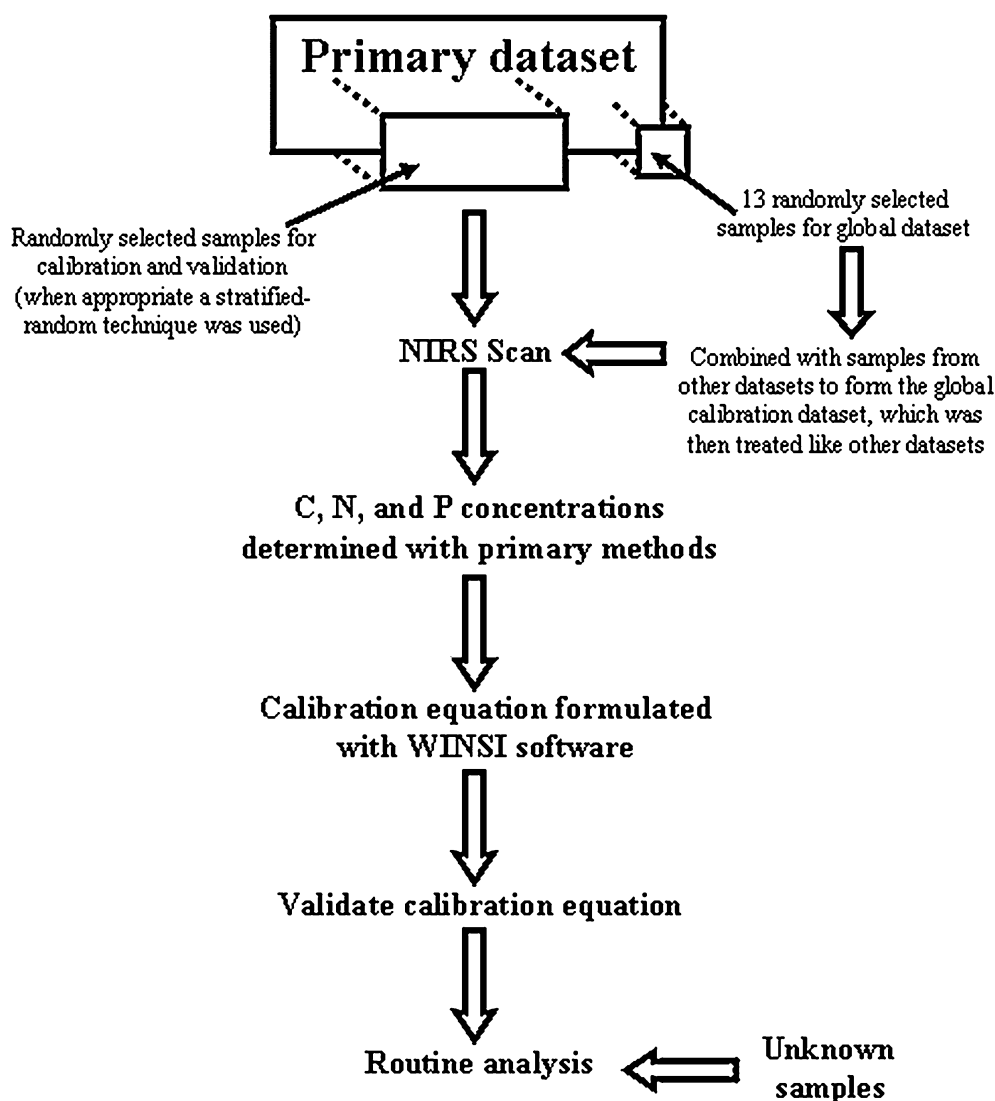 Primary dataset
13 randomly selected
samples for global dataset
Randomly selected samples for
calibration and validation
(when appropriate a stratified-
random technique was used)
NIRS Scan
Combined with samples from
other datasets to form the global
calibration dataset, which was
then treated like other datasets
C, N, and P concentrations
determined with primary methods
Calibration equation formulated
with WINSI software
Validate calibration equation
Routine analysis
Unknown
samples